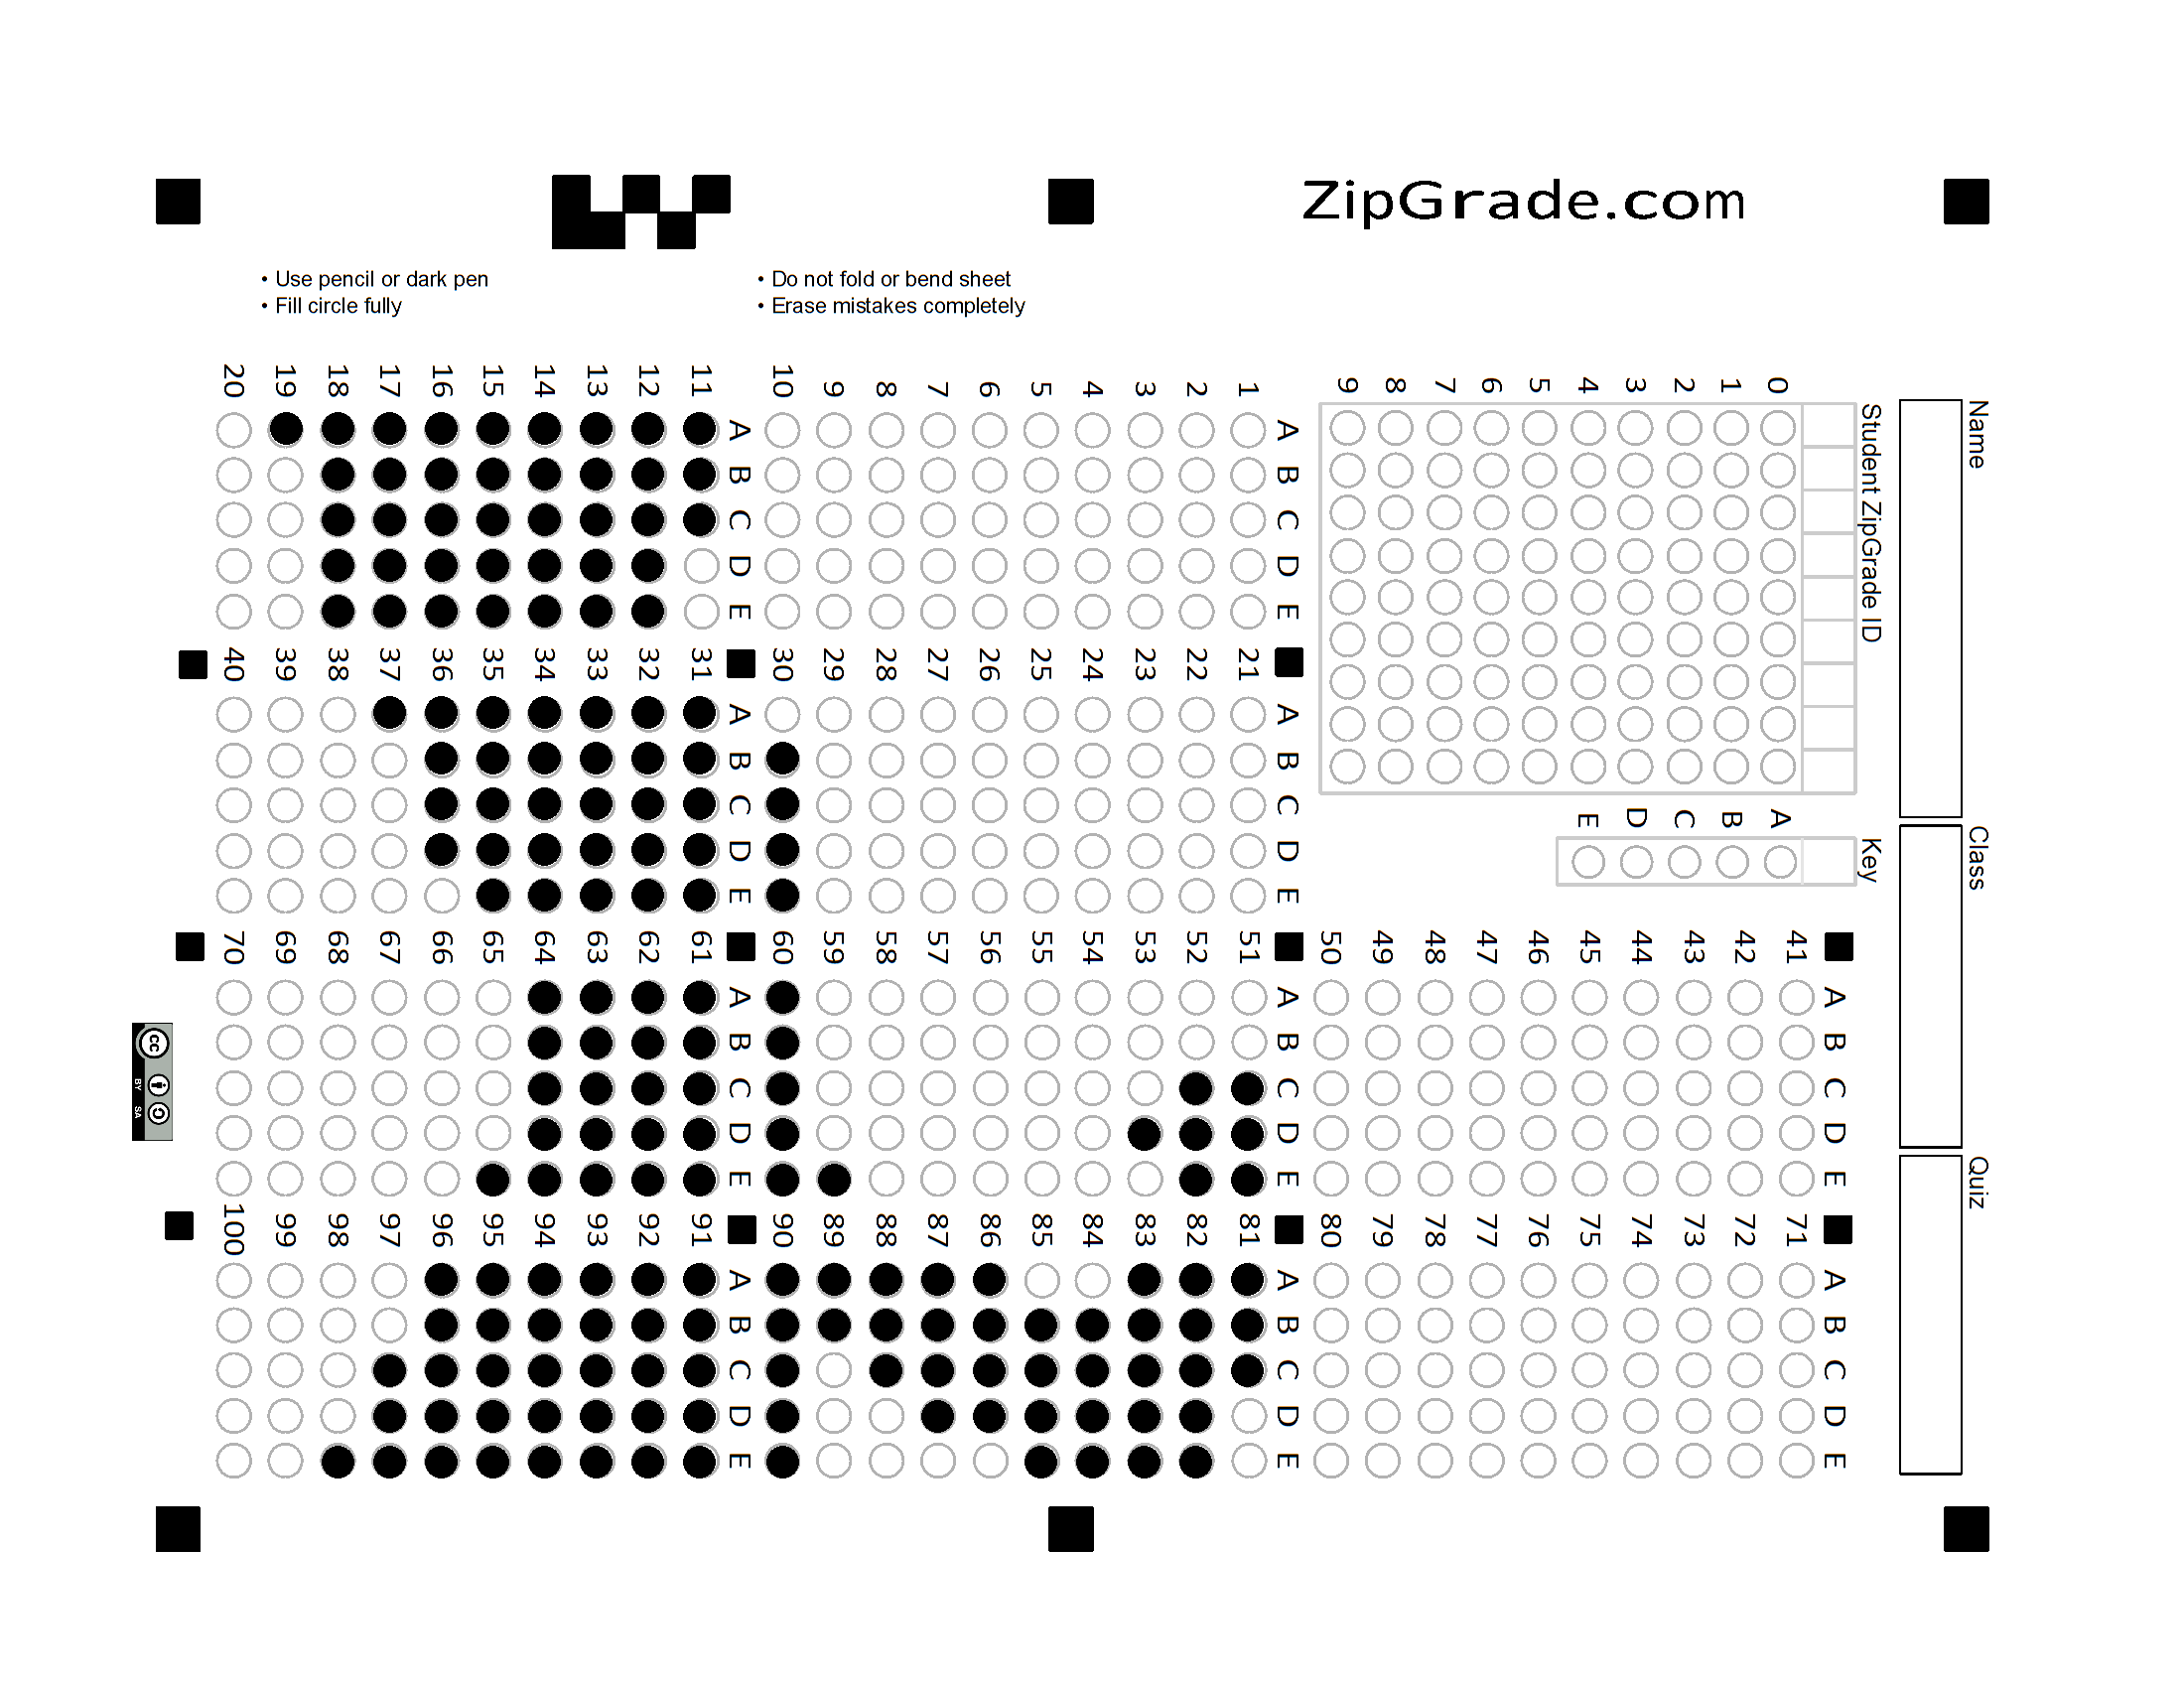 ZipGrade.com
• Use pencil or dark pen
• Fill circle fully
• Do not fold or bend sheet
• Erase mistakes completely
Name
Class
Quiz
Student ZipGrade ID
0 1 2 3 4 5 6 7 8 9
Key
A B C D E
1 2 3 4 5 6 7 8 9 10
A B C D E
11 12 13 14 15 16 17 18 19 20
A B C D E
21 22 23 24 25 26 27 28 29 30
A B C D E
31 32 33 34 35 36 37 38 39 40
A B C D E
41 42 43 44 45 46 47 48 49 50
A B C D E
51 52 53 54 55 56 57 58 59 60
A B C D E
61 62 63 64 65 66 67 68 69 70
A B C D E
71 72 73 74 75 76 77 78 79 80
A B C D E
81 82 83 84 85 86 87 88 89 90
A B C D E
91 92 93 94 95 96 97 98 99 100
A B C D E
cc BY SA